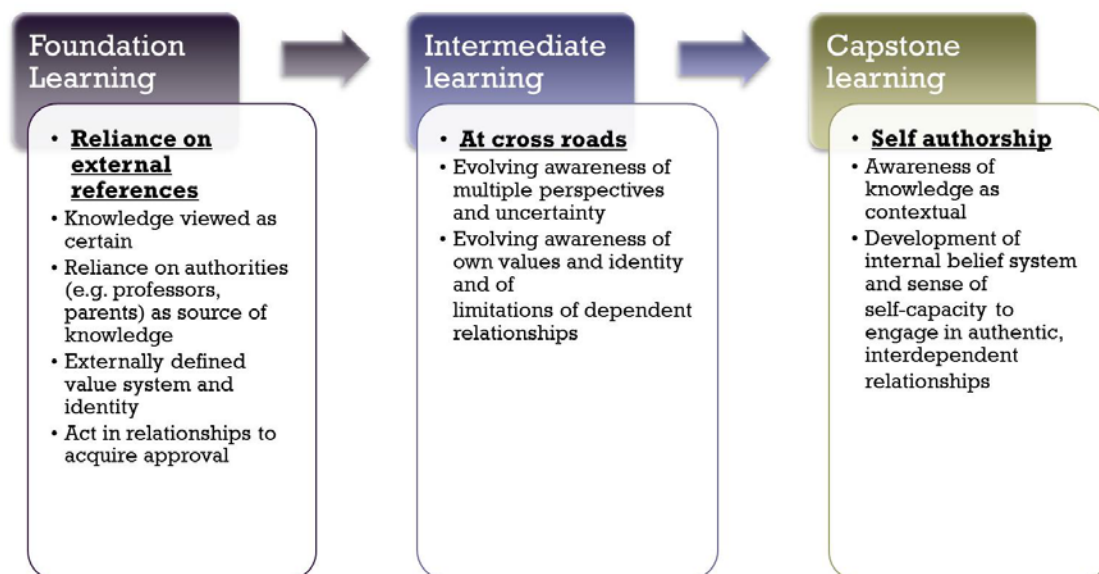 Foundation
Learning
• Reliance on
external
references
• Knowledge viewed as
certain
• Reliance on authorities
(e.g. professors,
parents) as source of
knowledge
• Externally defined
value system and
identity
• Act in relationships to
acquire approval
Intermediate
learning
• At cross roads
• Evolving awareness of
multiple perspectives
and uncertainty
• Evolving awareness of
own values and identity
and of
limitations of dependent
relationships
Capstone
learning
• Self authorship
• Awareness of
knowledge as
contextual
• Development of
internal belief system
and sense of
self-capacity to
engage in authentic,
interdependent
relationships